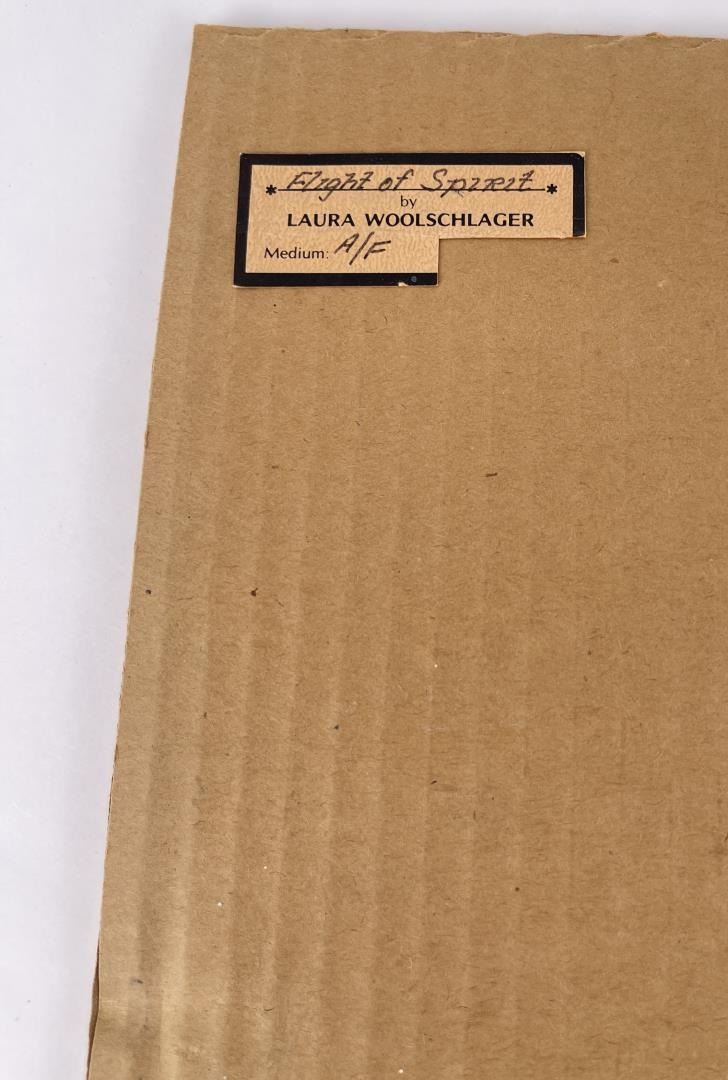 * Flight of Spirit *
by
LAURA WOOLSCHLAGER
Medium: A/F